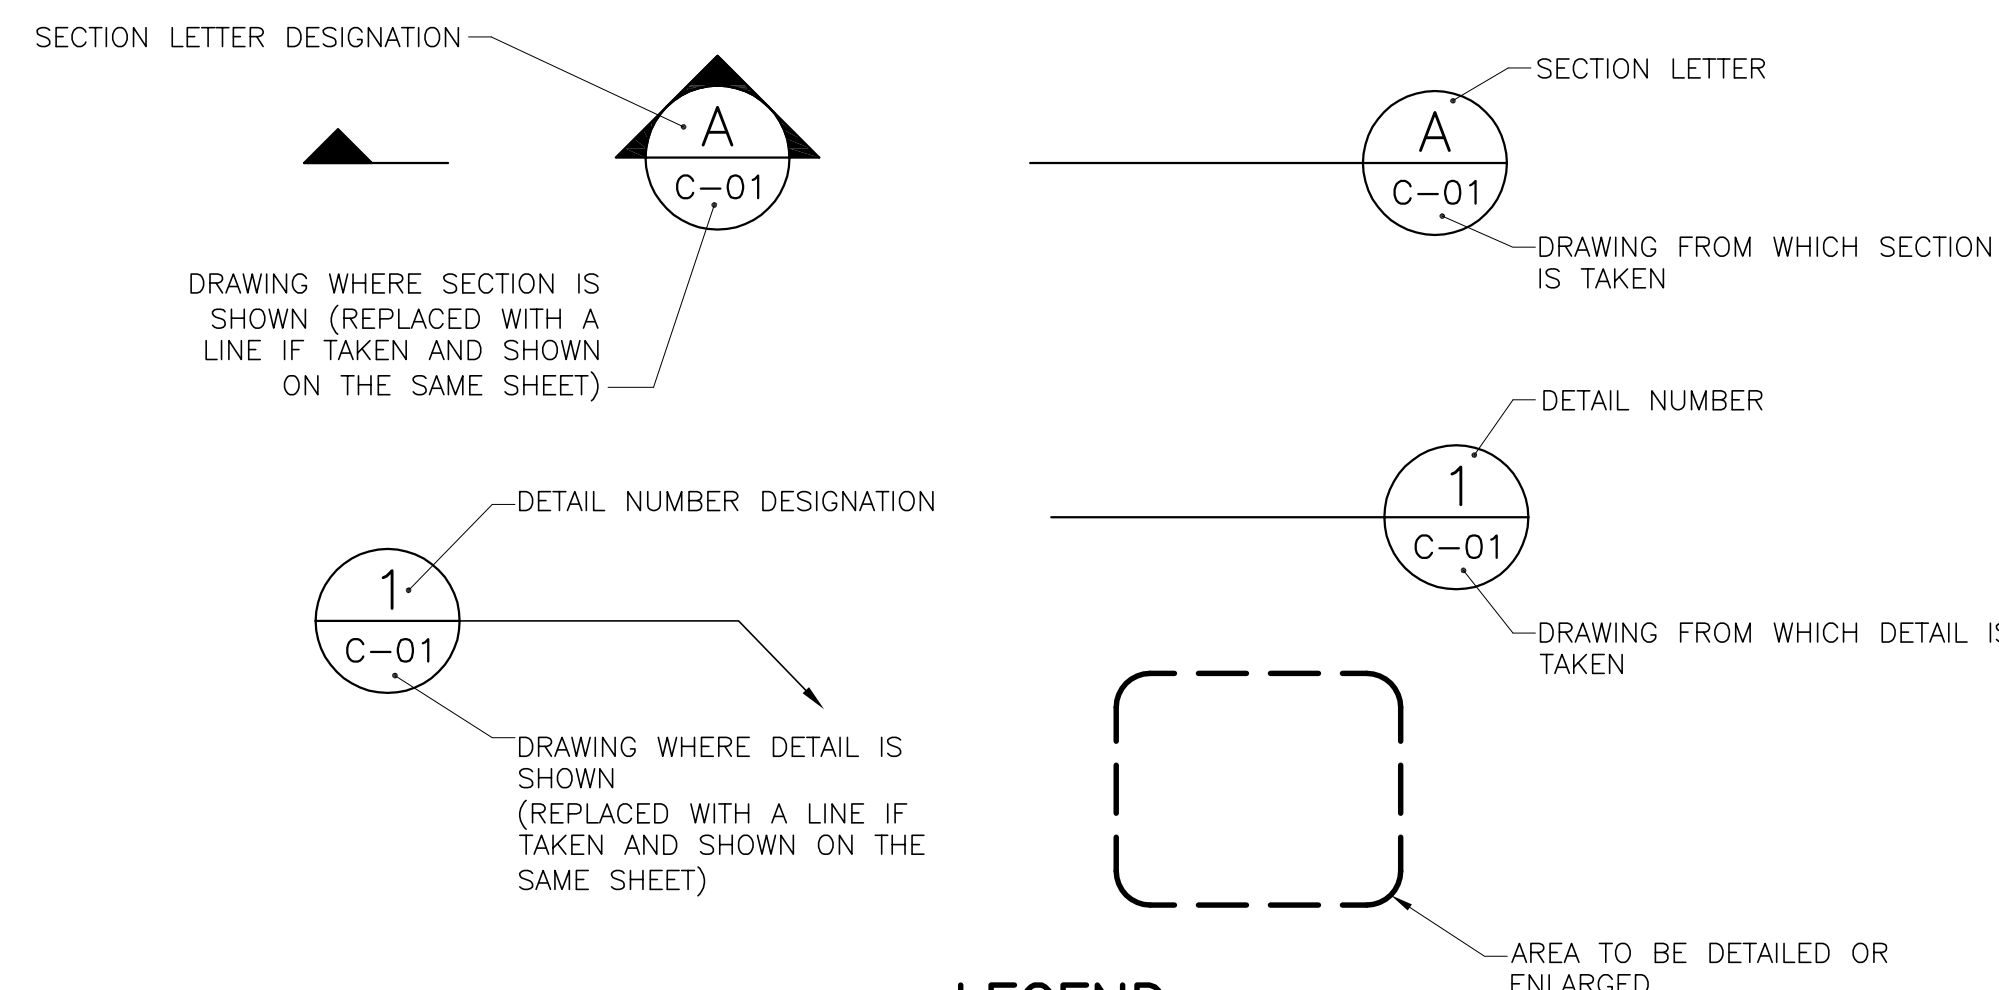 SECTION LETTER DESIGNATION
A
C-01
DRAWING WHERE SECTION IS
SHOWN (REPLACED WITH A
LINE IF TAKEN AND SHOWN
ON THE SAME SHEET)
SECTION LETTER
A
C-01
DRAWING FROM WHICH SECTION
IS TAKEN
DETAIL NUMBER DESIGNATION
1
C-01
DRAWING WHERE DETAIL IS
SHOWN
(REPLACED WITH A LINE IF
TAKEN AND SHOWN ON THE
SAME SHEET)
DETAIL NUMBER
1
C-01
DRAWING FROM WHICH DETAIL IS
TAKEN
AREA TO BE DETAILED OR
ENLARGED
LEGEND